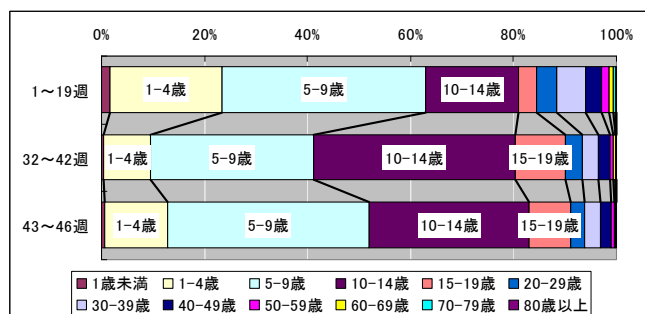 0% 20% 40% 60% 80% 100%
1～19週 1-4歳 5-9歳 10-14歳
32～42週 1-4歳 5-9歳 10-14歳 15-19歳
43～46週 1-4歳 5-9歳 10-14歳 15-19歳
1歳未満 1-4歳 5-9歳 10-14歳 15-19歳 20-29歳
30-39歳 40-49歳 50-59歳 60-69歳 70-79歳 80歳以上